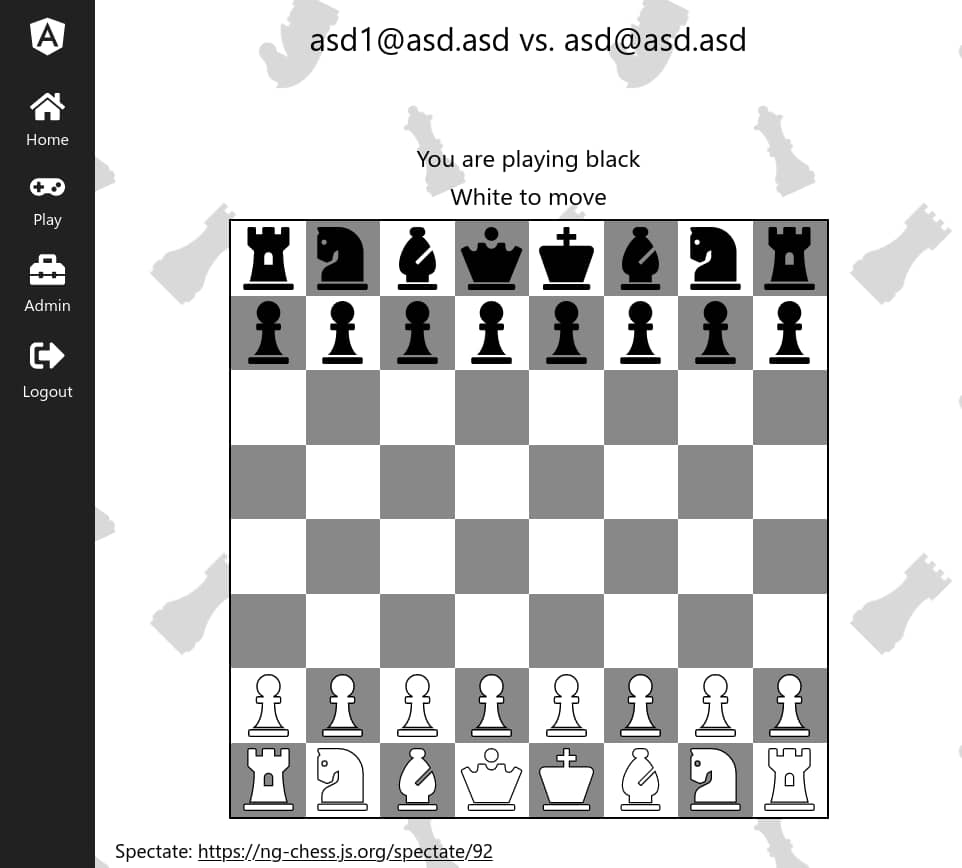 asd1@asd.asd vs. asd@asd.asd
Home
Play
Admin
Logout
You are playing black
White to move
Spectate: https://ng-chess.js.org/spectate/92